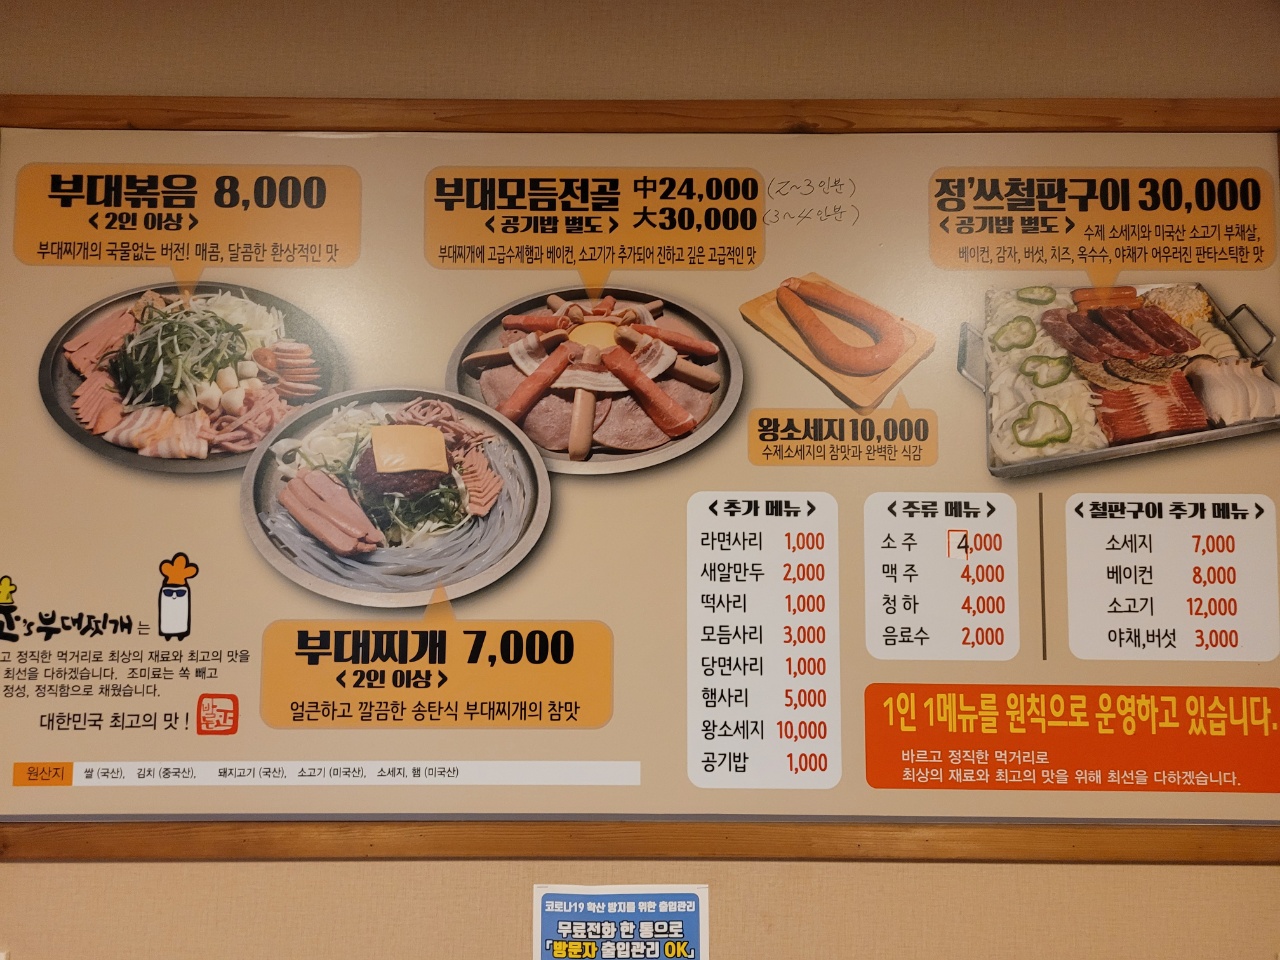 부대볶음 8,000
< 2인 이상 >
부대찌개의 국물없는 버전! 매콤, 달콤한 환상적인 맛
부대모듬전골 中24,000 (2~3인분)
< 공기밥 별도 > 大30,000 (3~4인분)
부대찌개에 고급수제햄과 베이컨, 소고기가 추가되어 진하고 깊은 고급적인 맛
정'쓰철판구이 30,000
< 공기밥 별도 > 수제 소세지와 미국산 소고기 부채살,
베이컨, 감자, 버섯, 치즈, 옥수수, 야채가 어우러진 판타스틱한 맛
왕소세지 10,000
수제소세지의 참맛과 완벽한 식감
부대찌개 7,000
< 2인 이상 >
얼큰하고 깔끔한 송탄식 부대찌개의 참맛
< 추가 메뉴 >
라면사리 1,000
새알만두 2,000
떡사리 1,000
모듬사리 3,000
당면사리 1,000
햄사리 5,000
왕소세지 10,000
공기밥 1,000
< 주류 메뉴 >
소주 4,000
맥주 4,000
청하 4,000
음료수 2,000
< 철판구이 추가 메뉴 >
소세지 7,000
베이컨 8,000
소고기 12,000
야채,버섯 3,000
1인 1메뉴를 원칙으로 운영하고 있습니다.
바르고 정직한 먹거리로
최상의 재료와 최고의 맛을 위해 최선을 다하겠습니다.
's부대찌개는
고 정직한 먹거리로 최상의 재료와 최고의 맛을
최선을 다하겠습니다. 조미료는 쏙 빼고
정성, 정직함으로 채웠습니다.
대한민국 최고의 맛 !
원산지 쌀 (국산), 김치 (중국산), 돼지고기 (국산), 소고기 (미국산), 소세지, 햄 (미국산)
코로나19 확산 방지를 위한 출입관리
무료전화 한 통으로
「방문자 출입관리 OK」